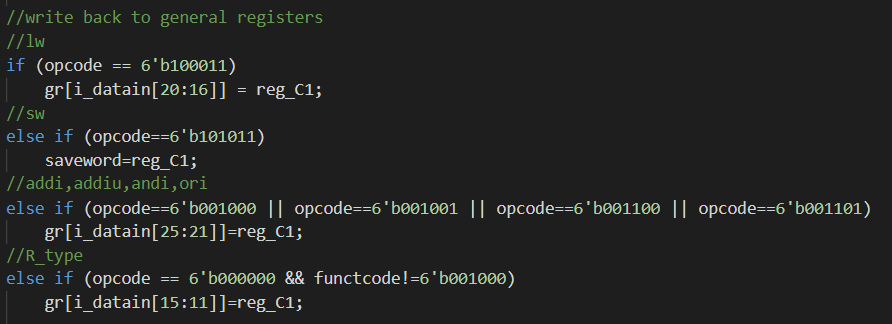 //write back to general registers
//lw
if (opcode == 6'b100011)
    gr[i_datain[20:16]] = reg_C1;
//sw
else if (opcode==6'b101011)
    saveword=reg_C1;
//addi,addiu,andi,ori
else if (opcode==6'b001000 || opcode==6'b001001 || opcode==6'b001100 || opcode==6'b001101)
    gr[i_datain[25:21]]=reg_C1;
//R_type
else if (opcode == 6'b000000 && functcode!=6'b001000)
    gr[i_datain[15:11]]=reg_C1;